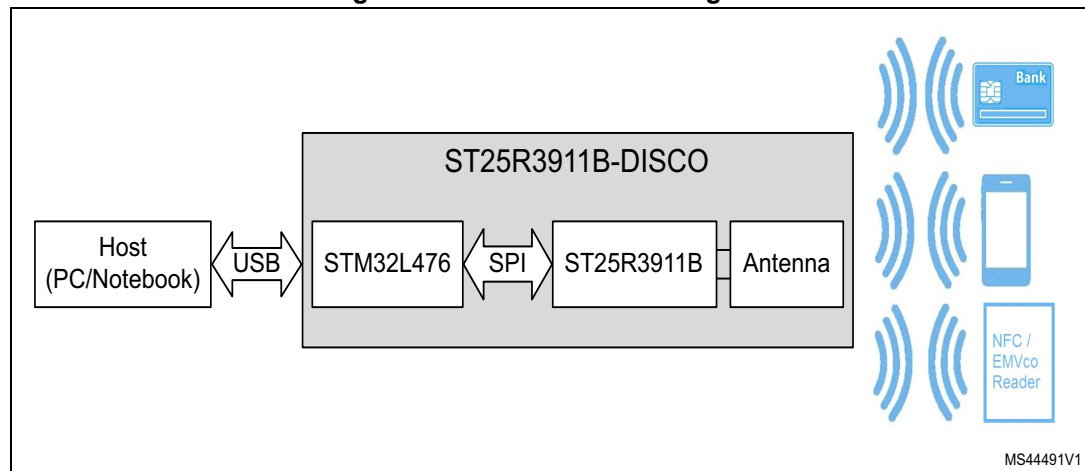 ST25R3911B-DISCO
Host
(PC/Notebook)
USB
STM32L476
SPI
ST25R3911B
Antenna
Bank
NFC /
EMVco
Reader
MS44491V1